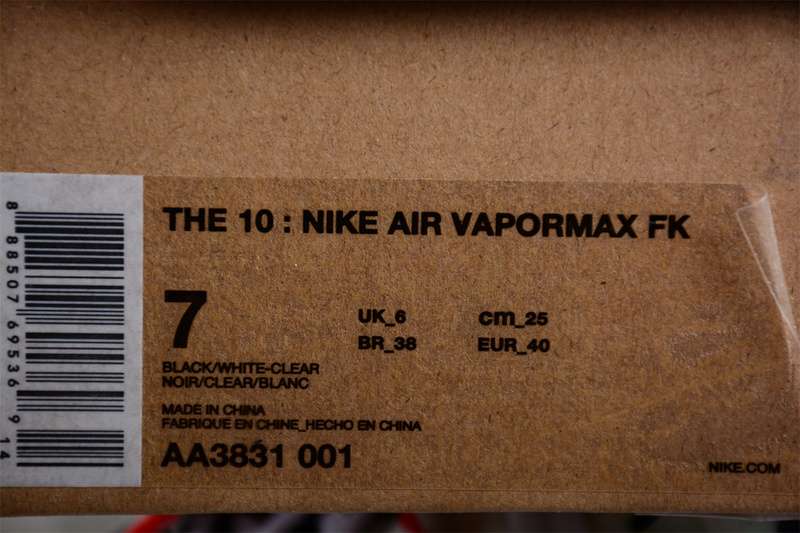 THE 10 : NIKE AIR VAPORMAX FK
7
UK_6 cm_25
BR_38 EUR_40
BLACK/WHITE-CLEAR
NOIR/CLEAR/BLANC
MADE IN CHINA
FABRIQUE EN CHINE_HECHO EN CHINA
AA3831 001
NIKE.COM
8 88507 69536 9 14